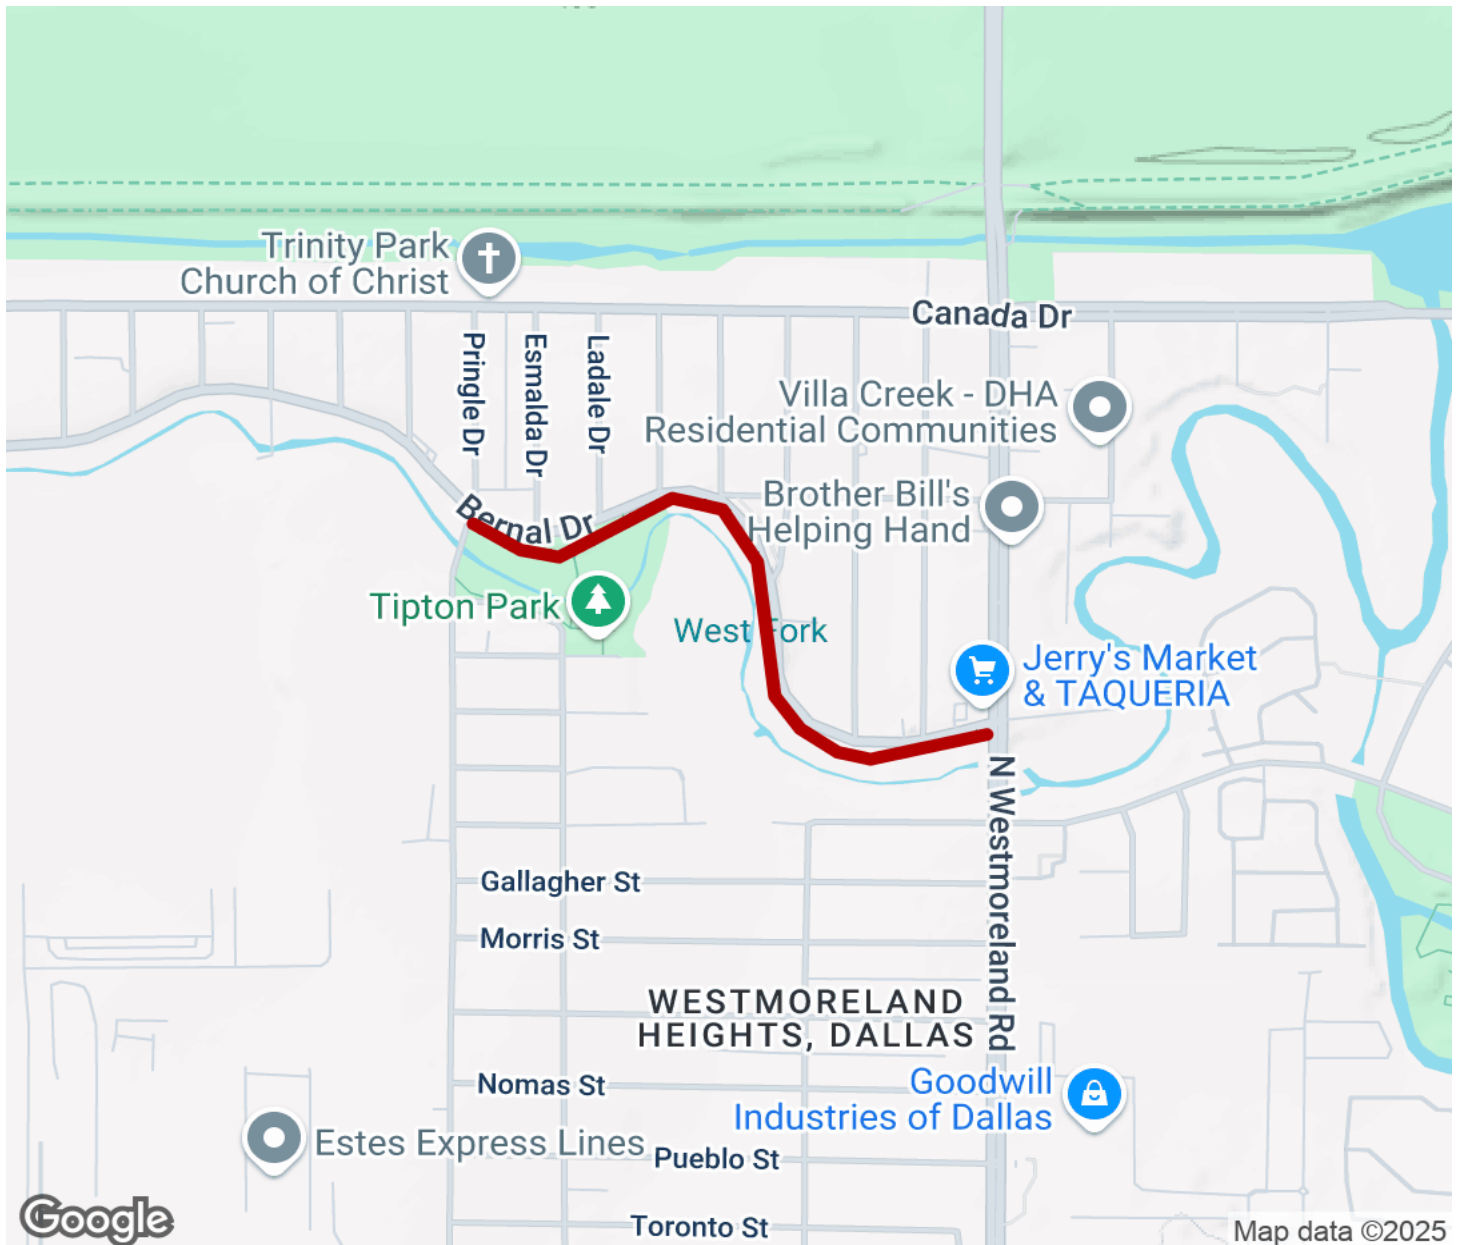 Trinity Park
Church of Christ
Canada Dr
Pringle Dr
Esmalda Dr
Ladale Dr
Villa Creek - DHA
Residential Communities
Brother Bill's
Helping Hand
Bernal Dr
Tipton Park
West Fork
Jerry's Market
& TAQUERIA
N Westmoreland Rd
Gallagher St
Morris St
WESTMORELAND
HEIGHTS, DALLAS
Nomas St
Goodwill
Industries of Dallas
Estes Express Lines
Pueblo St
Toronto St
Google
Map data ©2025